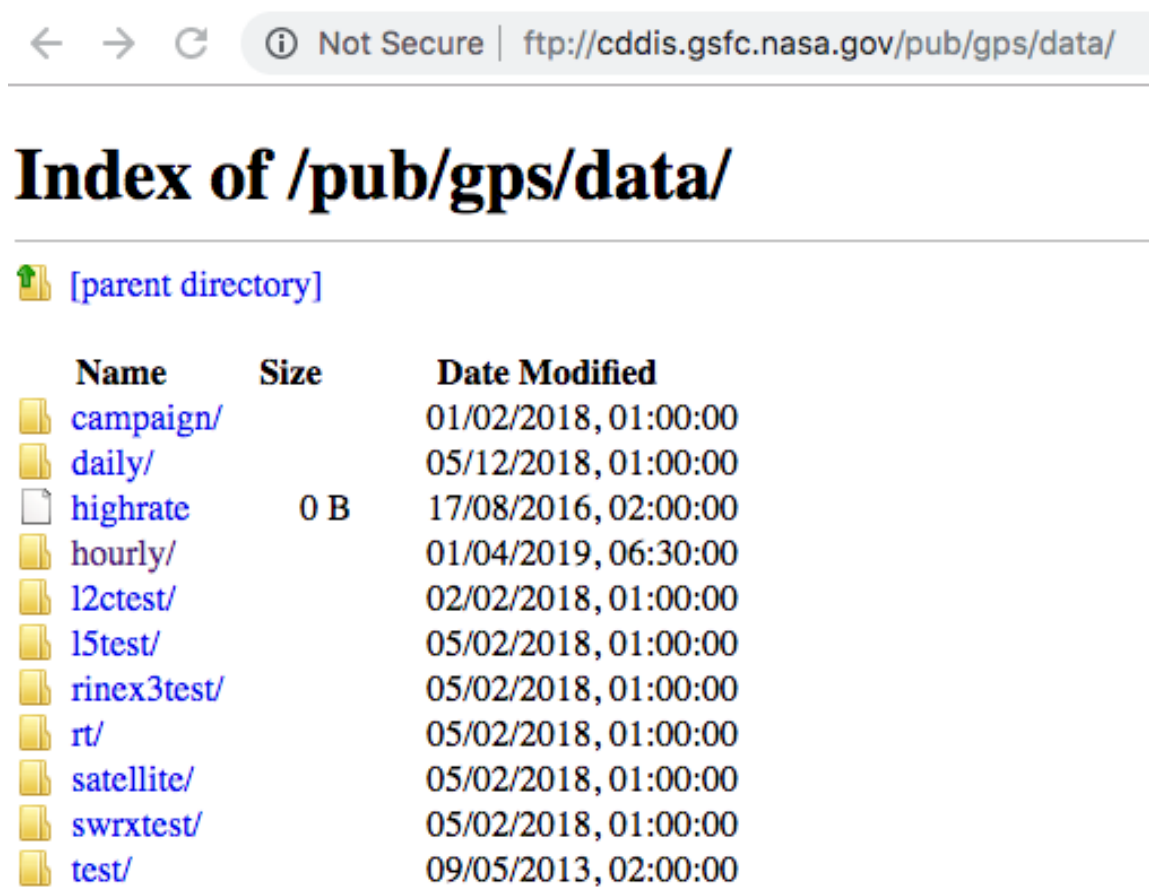 Not Secure | ftp://cddis.gsfc.nasa.gov/pub/gps/data/
Index of /pub/gps/data/
[parent directory]
Name Size Date Modified
campaign/ 01/02/2018, 01:00:00
daily/ 05/12/2018, 01:00:00
highrate 0 B 17/08/2016, 02:00:00
hourly/ 01/04/2019, 06:30:00
l2ctest/ 02/02/2018, 01:00:00
l5test/ 05/02/2018, 01:00:00
rinex3test/ 05/02/2018, 01:00:00
rt/ 05/02/2018, 01:00:00
satellite/ 05/02/2018, 01:00:00
swrxtest/ 05/02/2018, 01:00:00
test/ 09/05/2013, 02:00:00